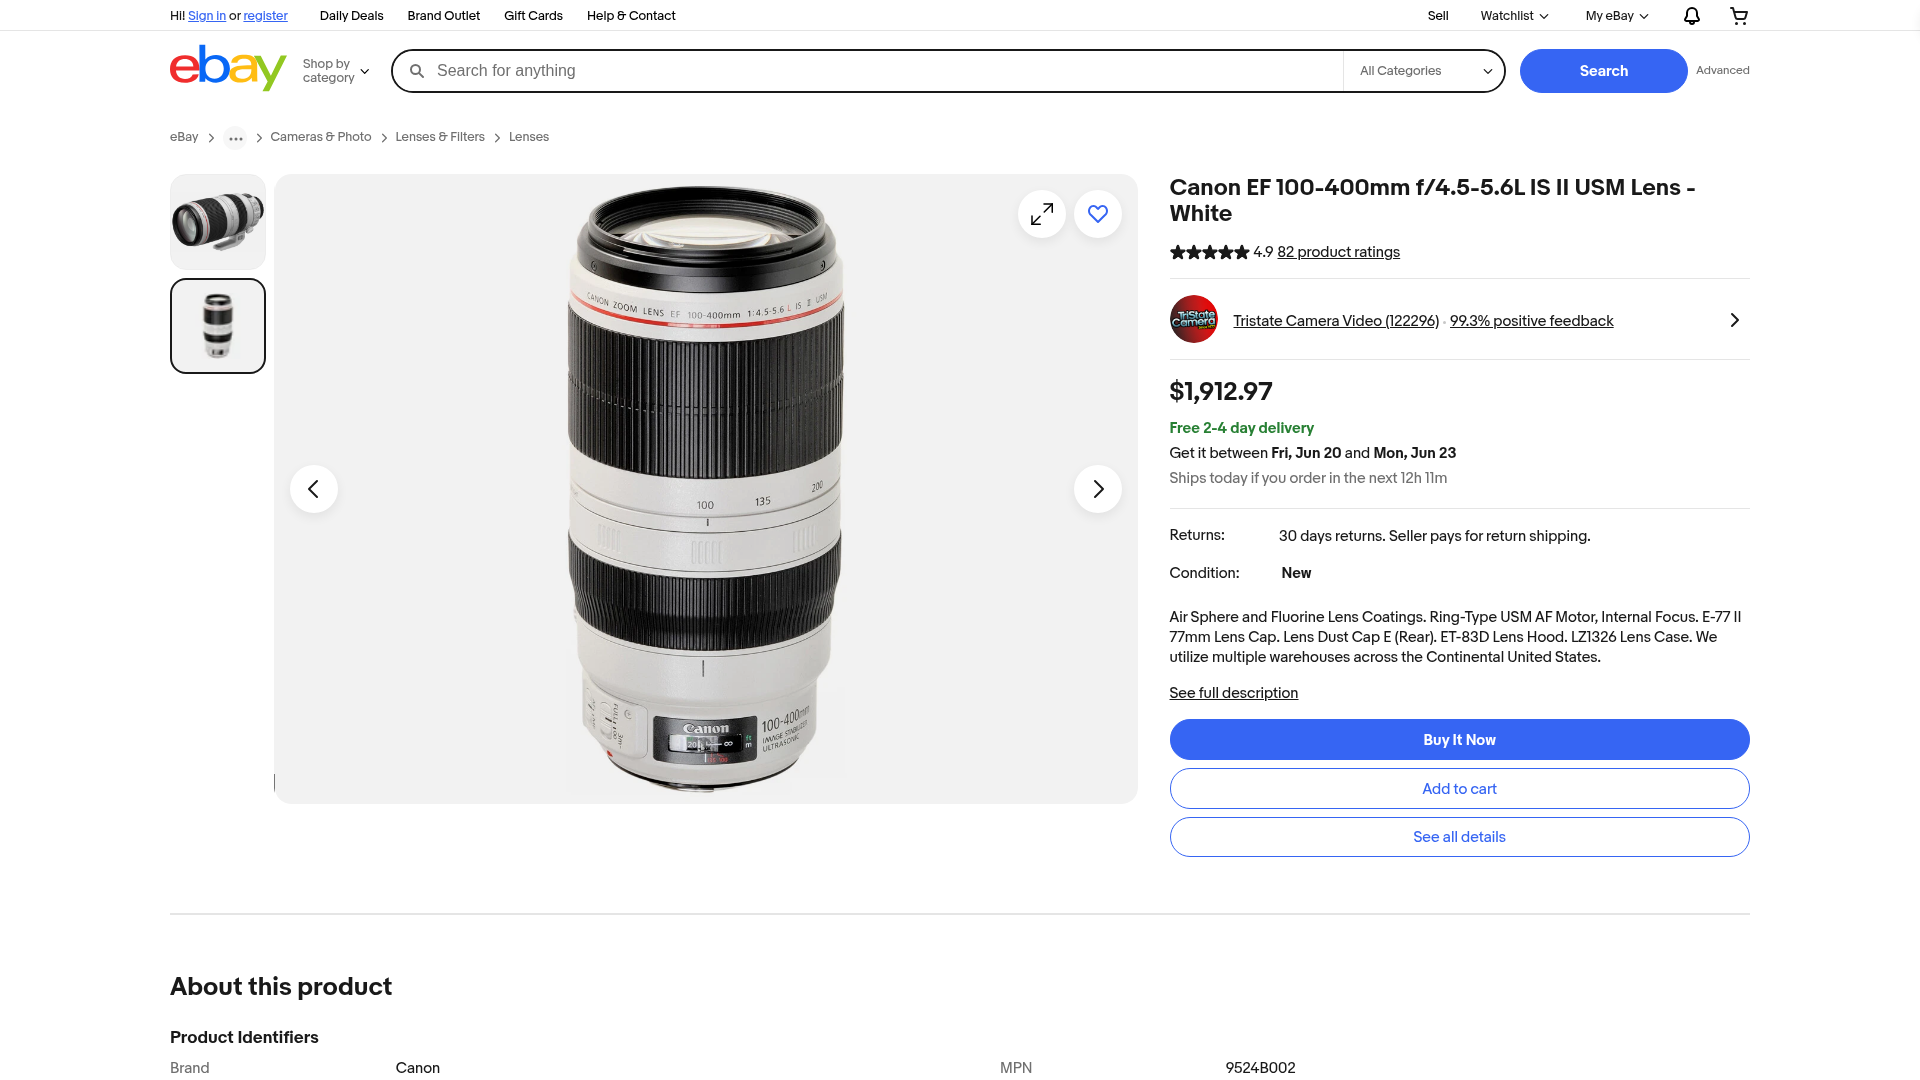 Hi! Sign in or register
Daily Deals
Brand Outlet
Gift Cards
Help & Contact
Sell
Watchlist
My eBay
ebay
Shop by
category
Search for anything
All Categories
Search
Advanced
eBay
Cameras & Photo
Lenses & Filters
Lenses
CANON ZOOM LENS EF 100-400mm 1:4.5-5.6 L IS II USM
100 135 200
Canon
100-400mm
IMAGE STABILIZER
ULTRASONIC
Canon EF 100-400mm f/4.5-5.6L IS II USM Lens -
White
4.9 82 product ratings
TriState
Camera
Tristate Camera Video (122296) · 99.3% positive feedback
$1,912.97
Free 2-4 day delivery
Get it between Fri, Jun 20 and Mon, Jun 23
Ships today if you order in the next 12h 11m
Returns: 30 days returns. Seller pays for return shipping.
Condition: New
Air Sphere and Fluorine Lens Coatings. Ring-Type USM AF Motor, Internal Focus. E-77 II
77mm Lens Cap. Lens Dust Cap E (Rear). ET-83D Lens Hood. LZ1326 Lens Case. We
utilize multiple warehouses across the Continental United States.
See full description
Buy It Now
Add to cart
See all details
About this product
Product Identifiers
Brand Canon MPN 9524B002